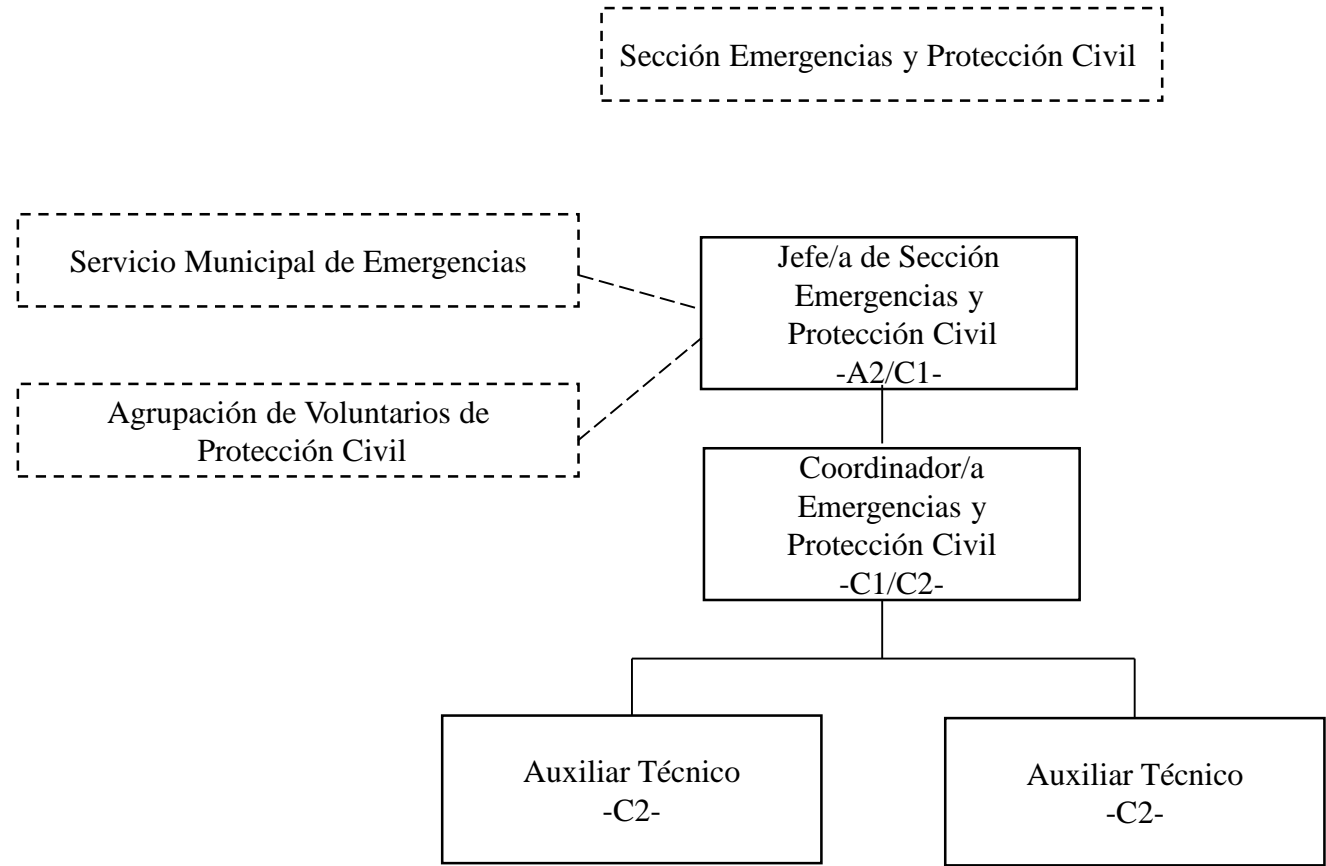 Sección Emergencias y Protección Civil
Servicio Municipal de Emergencias
Jefe/a de Sección
Emergencias y
Protección Civil
-A2/C1-
Agrupación de Voluntarios de
Protección Civil
Coordinador/a
Emergencias y
Protección Civil
-C1/C2-
Auxiliar Técnico
-C2-
Auxiliar Técnico
-C2-